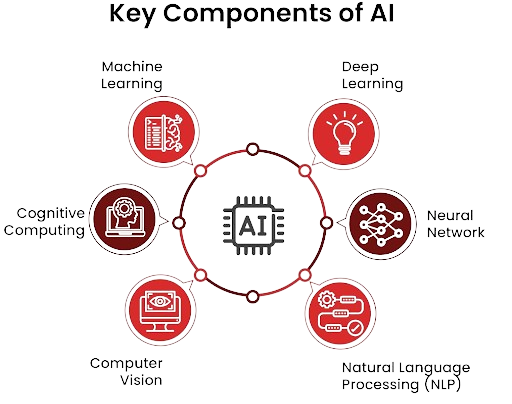 Key Components of AI
Machine
Learning
Deep
Learning
Cognitive
Computing
AI
Neural
Network
Computer
Vision
Natural Language
Processing (NLP)